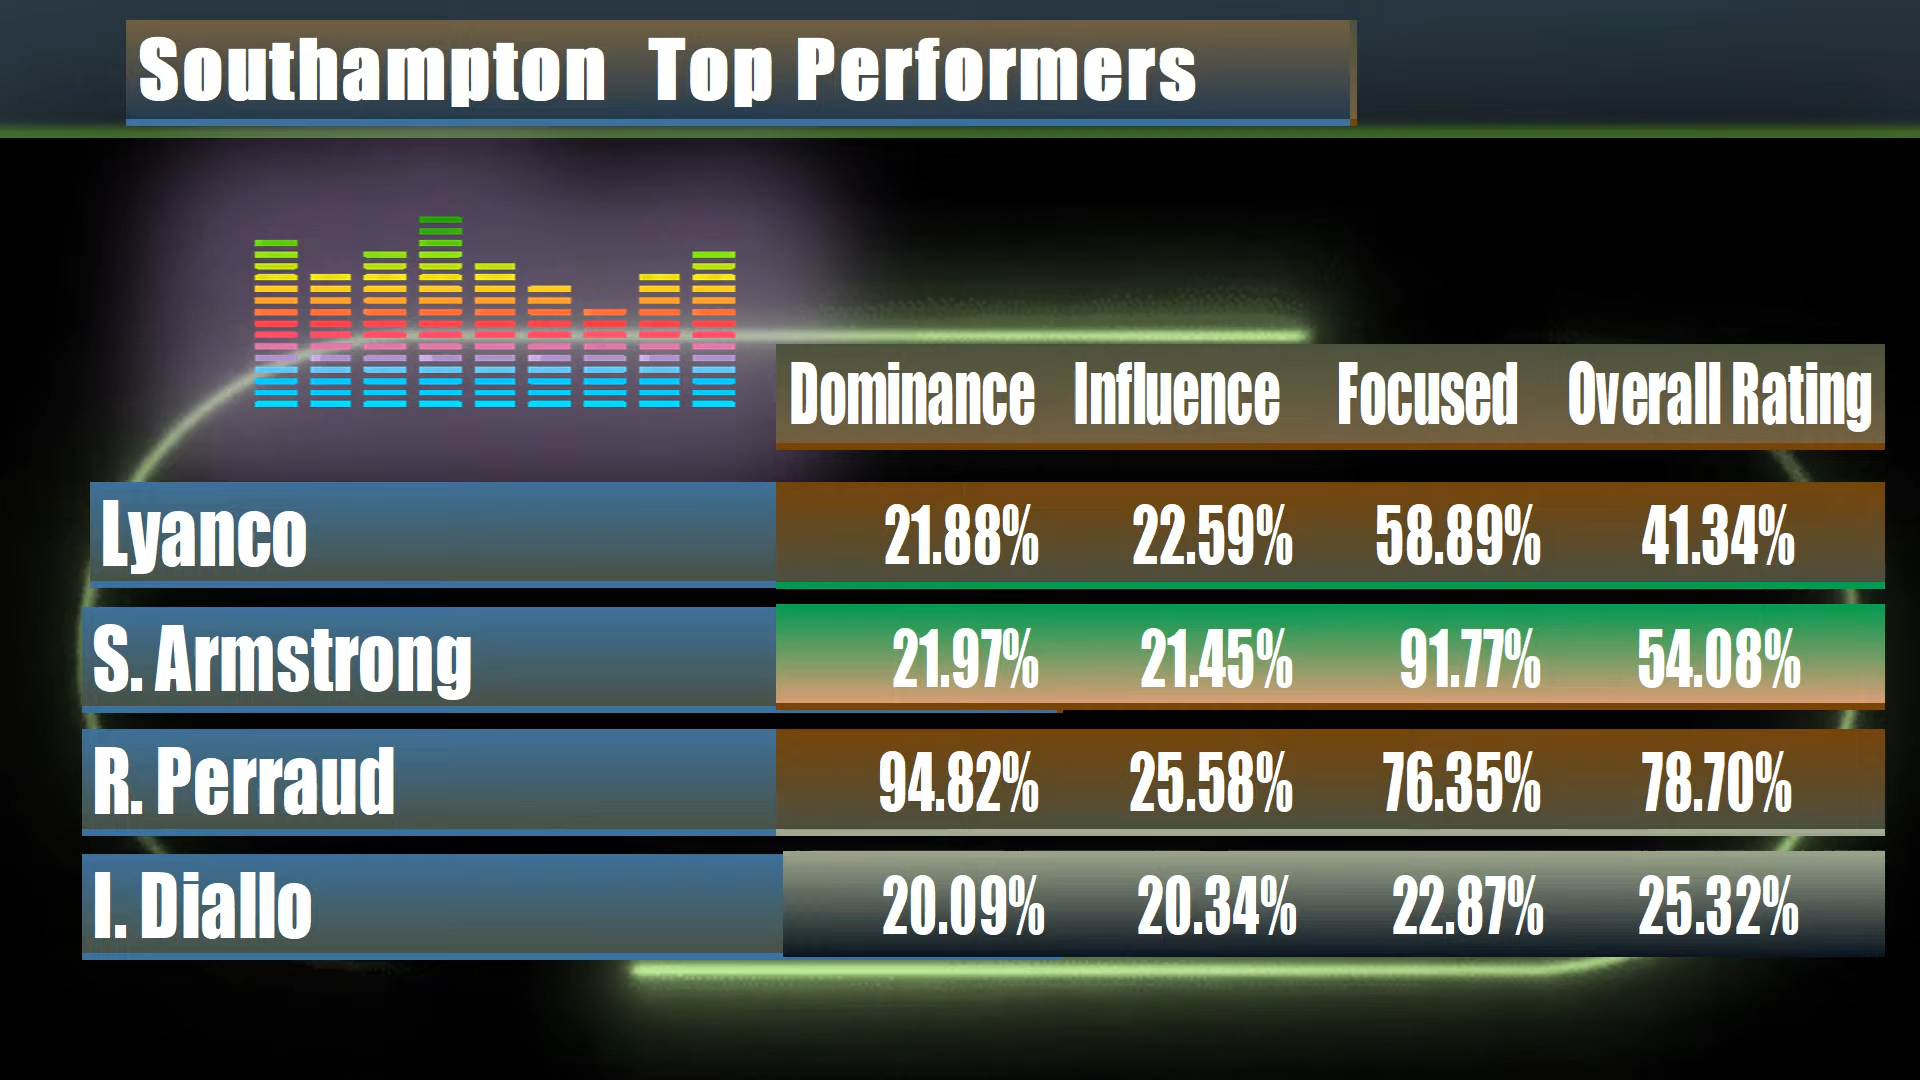 Southampton Top Performers
Dominance Influence Focused Overall Rating
Lyanco 21.88% 22.59% 58.89% 41.34%
S. Armstrong 21.97% 21.45% 91.77% 54.08%
R. Perraud 94.82% 25.58% 76.35% 78.70%
I. Diallo 20.09% 20.34% 22.87% 25.32%